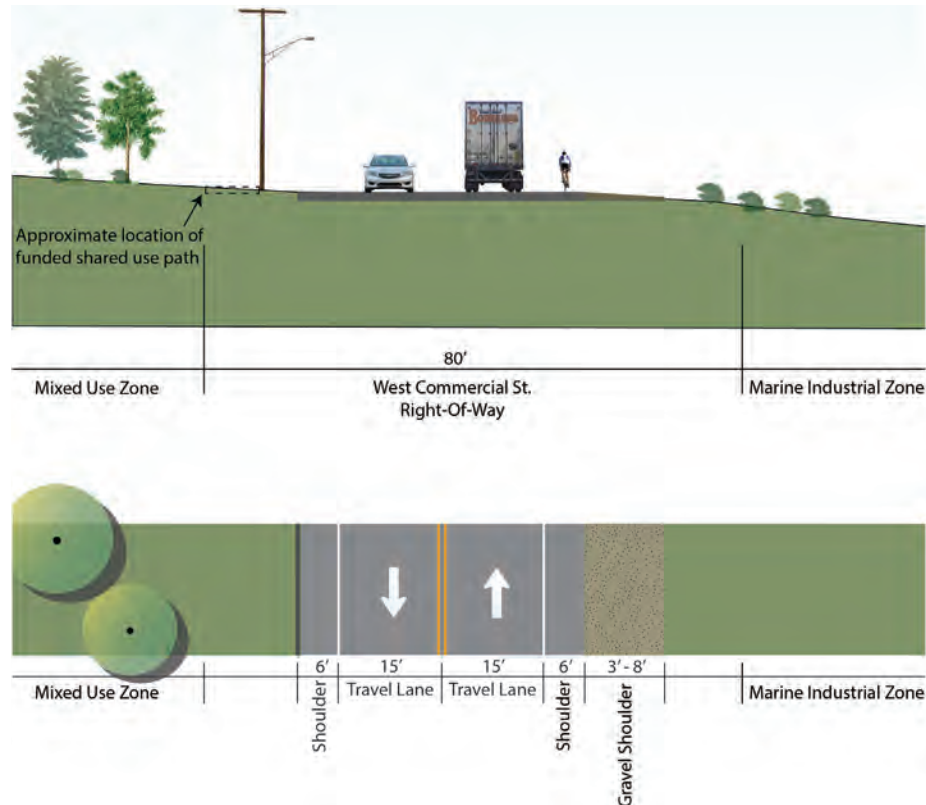 Approximate location of
funded shared use path
80’
Mixed Use Zone
West Commercial St.
Right-Of-Way
Marine Industrial Zone
6’ 15’ 15’ 6’ 3’ - 8’
Mixed Use Zone
Shoulder
Travel Lane
Travel Lane
Shoulder
Gravel Shoulder
Marine Industrial Zone